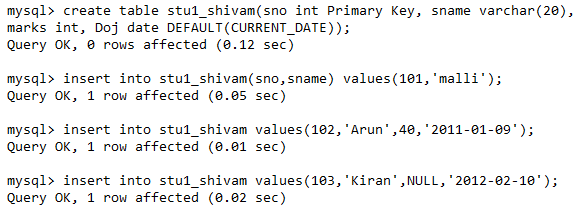 mysql> create table stu1_shivam(sno int Primary Key, sname varchar(20),
marks int, Doj date DEFAULT(CURRENT_DATE));
Query OK, 0 rows affected (0.12 sec)
mysql> insert into stu1_shivam(sno,sname) values(101,'malli');
Query OK, 1 row affected (0.05 sec)
mysql> insert into stu1_shivam values(102,'Arun',40,'2011-01-09');
Query OK, 1 row affected (0.01 sec)
mysql> insert into stu1_shivam values(103,'Kiran',NULL,'2012-02-10');
Query OK, 1 row affected (0.02 sec)